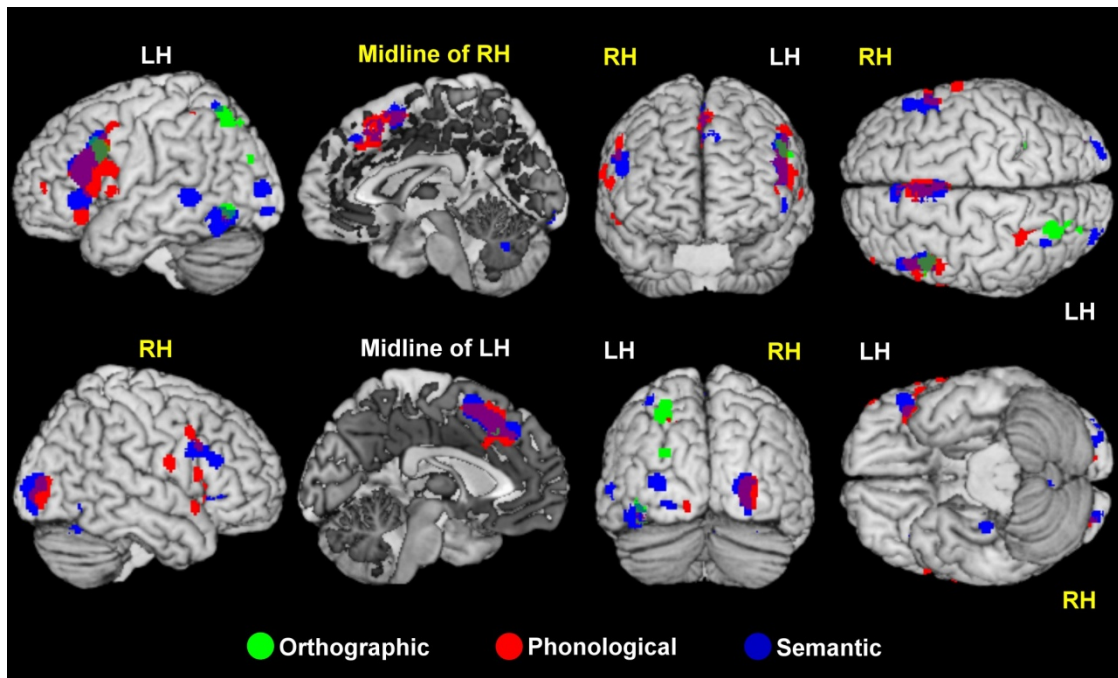 LH
Midline of RH
RH
LH
RH
LH
RH
Midline of LH
LH
RH
LH
RH
Orthographic
Phonological
Semantic